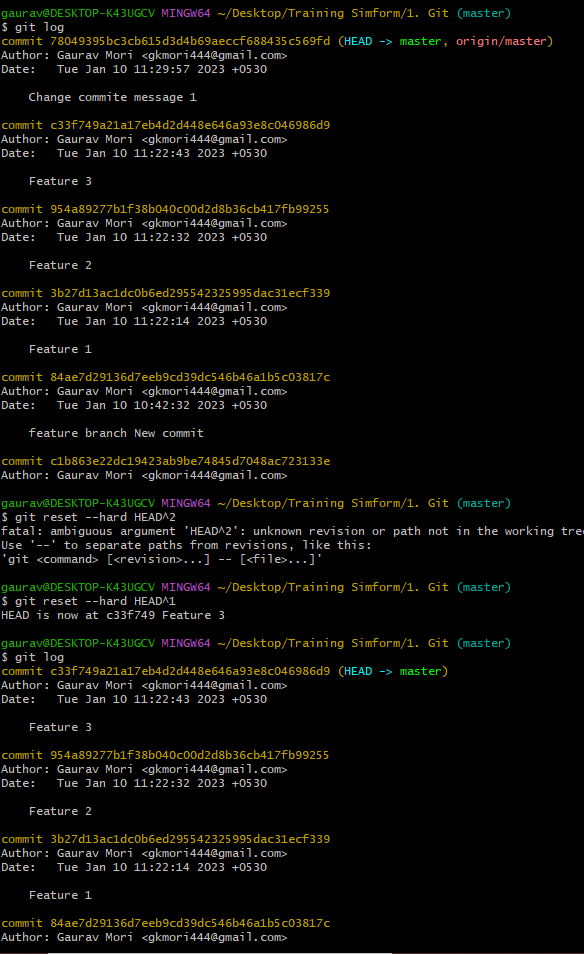 gaurav@DESKTOP-K43UGCV MINGW64 ~/Desktop/Training Simform/1. Git (master)
$ git log
commit 78049395bc3cb615d3d4b69aeccf688435c569fd (HEAD -> master, origin/master)
Author: Gaurav Mori <gkmori444@gmail.com>
Date:   Tue Jan 10 11:29:57 2023 +0530

    Change commite message 1

commit c33f749a21a17eb4d2d448e646a93e8c046986d9
Author: Gaurav Mori <gkmori444@gmail.com>
Date:   Tue Jan 10 11:22:43 2023 +0530

    Feature 3

commit 954a89277b1f38b040c00d2d8b36cb417fb99255
Author: Gaurav Mori <gkmori444@gmail.com>
Date:   Tue Jan 10 11:22:32 2023 +0530

    Feature 2

commit 3b27d13ac1dc0b6ed295542325995dac31ecf339
Author: Gaurav Mori <gkmori444@gmail.com>
Date:   Tue Jan 10 11:22:14 2023 +0530

    Feature 1

commit 84ae7d29136d7eeb9cd39dc546b46a1b5c03817c
Author: Gaurav Mori <gkmori444@gmail.com>
Date:   Tue Jan 10 10:42:32 2023 +0530

    feature branch New commit

commit c1b863e22dc19423ab9be74845d7048ac723133e
Author: Gaurav Mori <gkmori444@gmail.com>

gaurav@DESKTOP-K43UGCV MINGW64 ~/Desktop/Training Simform/1. Git (master)
$ git reset --hard HEAD^2
fatal: ambiguous argument 'HEAD^2': unknown revision or path not in the working tre
Use '--' to separate paths from revisions, like this:
'git <command> [<revision>...] -- [<file>...]'

gaurav@DESKTOP-K43UGCV MINGW64 ~/Desktop/Training Simform/1. Git (master)
$ git reset --hard HEAD^1
HEAD is now at c33f749 Feature 3

gaurav@DESKTOP-K43UGCV MINGW64 ~/Desktop/Training Simform/1. Git (master)
$ git log
commit c33f749a21a17eb4d2d448e646a93e8c046986d9 (HEAD -> master)
Author: Gaurav Mori <gkmori444@gmail.com>
Date:   Tue Jan 10 11:22:43 2023 +0530

    Feature 3

commit 954a89277b1f38b040c00d2d8b36cb417fb99255
Author: Gaurav Mori <gkmori444@gmail.com>
Date:   Tue Jan 10 11:22:32 2023 +0530

    Feature 2

commit 3b27d13ac1dc0b6ed295542325995dac31ecf339
Author: Gaurav Mori <gkmori444@gmail.com>
Date:   Tue Jan 10 11:22:14 2023 +0530

    Feature 1

commit 84ae7d29136d7eeb9cd39dc546b46a1b5c03817c
Author: Gaurav Mori <gkmori444@gmail.com>